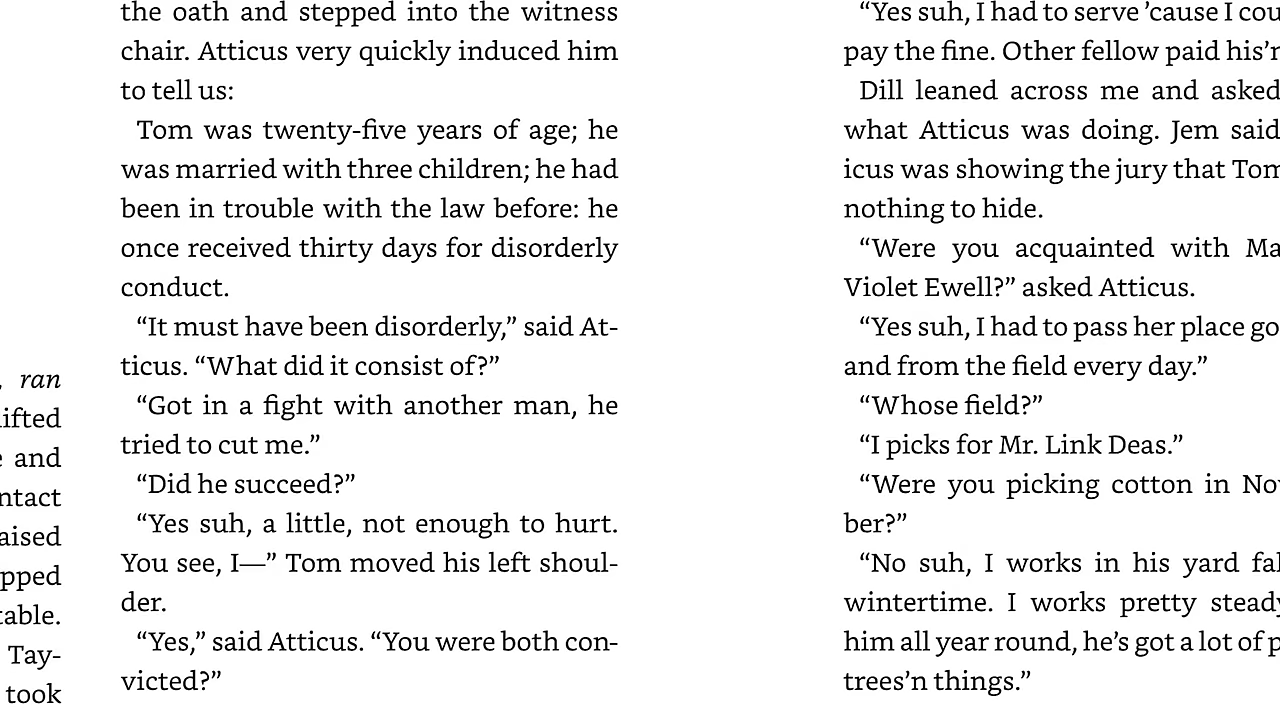 , ran
ifted
and
ntact
aised
pped
table.
Tay-
took
the oath and stepped into the witness
chair. Atticus very quickly induced him
to tell us:
Tom was twenty-five years of age; he
was married with three children; he had
been in trouble with the law before: he
once received thirty days for disorderly
conduct.
“It must have been disorderly,” said At-
ticus. “What did it consist of?”
“Got in a fight with another man, he
tried to cut me.”
“Did he succeed?”
“Yes suh, a little, not enough to hurt.
You see, I—” Tom moved his left shoul-
der.
“Yes,” said Atticus. “You were both con-
victed?”
“Yes suh, I had to serve ’cause I cou
pay the fine. Other fellow paid his’n
Dill leaned across me and asked
what Atticus was doing. Jem said
icus was showing the jury that Tom
nothing to hide.
“Were you acquainted with Ma
Violet Ewell?” asked Atticus.
“Yes suh, I had to pass her place go
and from the field every day.”
“Whose field?”
“I picks for Mr. Link Deas.”
“Were you picking cotton in Nov
ber?”
“No suh, I works in his yard fal
wintertime. I works pretty steady
him all year round, he’s got a lot of p
trees’n things.”